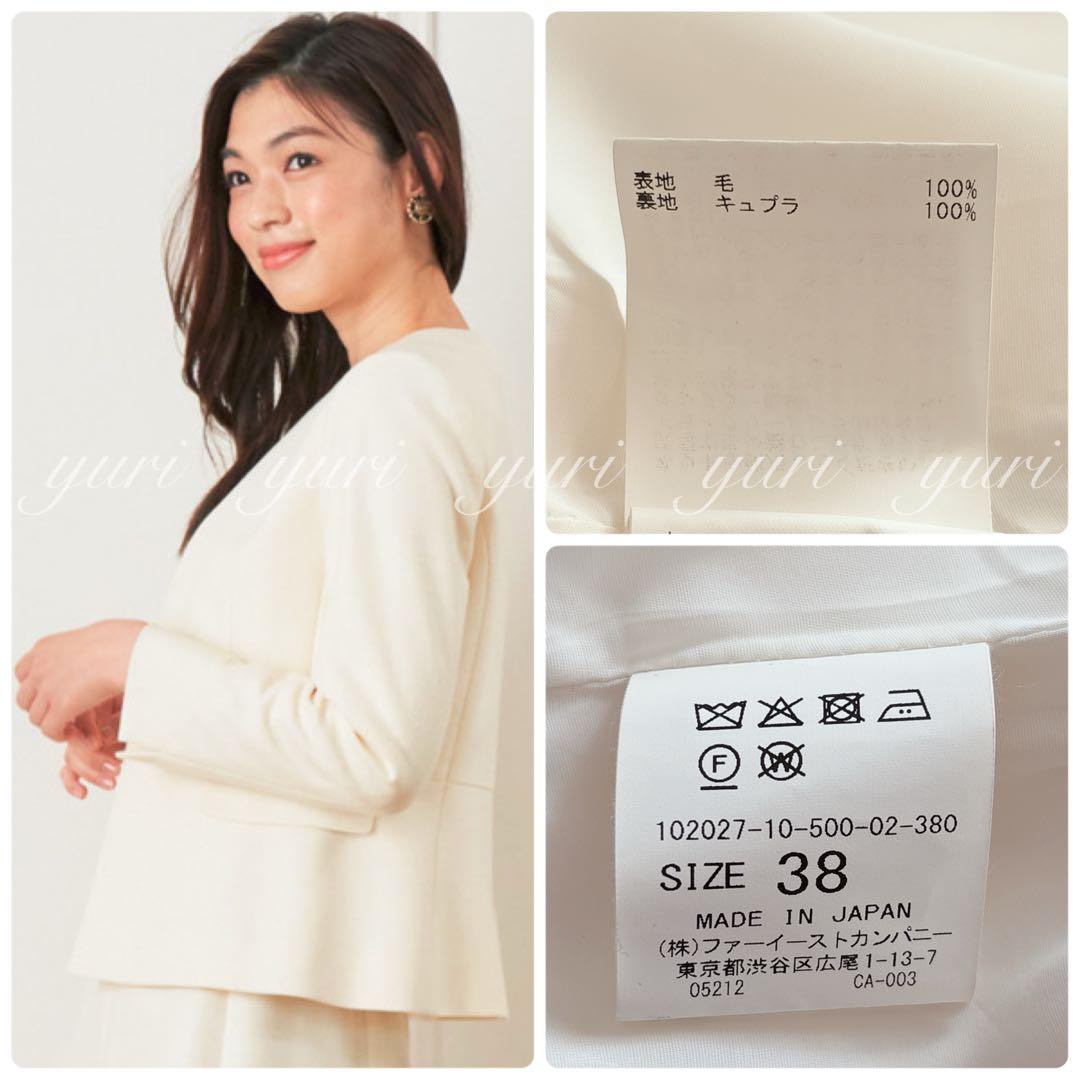 表地 毛 100%
裏地 キュプラ 100%
yuri yuri yuri yuri yuri
F W
102027-10-500-02-380
SIZE 38
MADE IN JAPAN
(株)ファーイーストカンパニー
東京都渋谷区広尾1-13-7
05212 CA-003